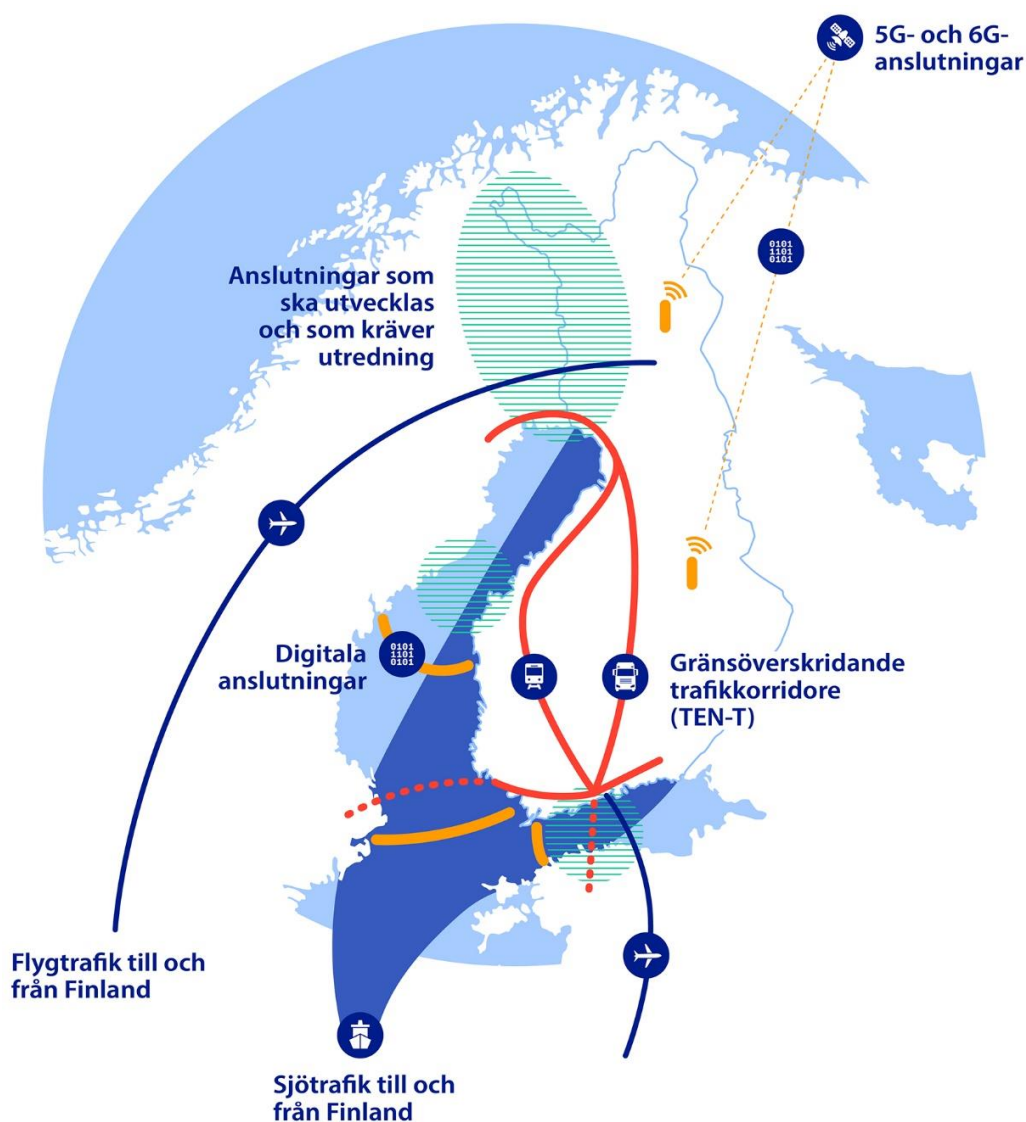 5G- och 6G-
anslutningar
0101
1101
0101
Anslutningar som
ska utvecklas
och som kräver
utredning
Digitala
anslutningar
0101
1101
0101
Gränsöverskridande
trafikkorridore
(TEN-T)
Flygtrafik till och
från Finland
Sjötrafik till och
från Finland